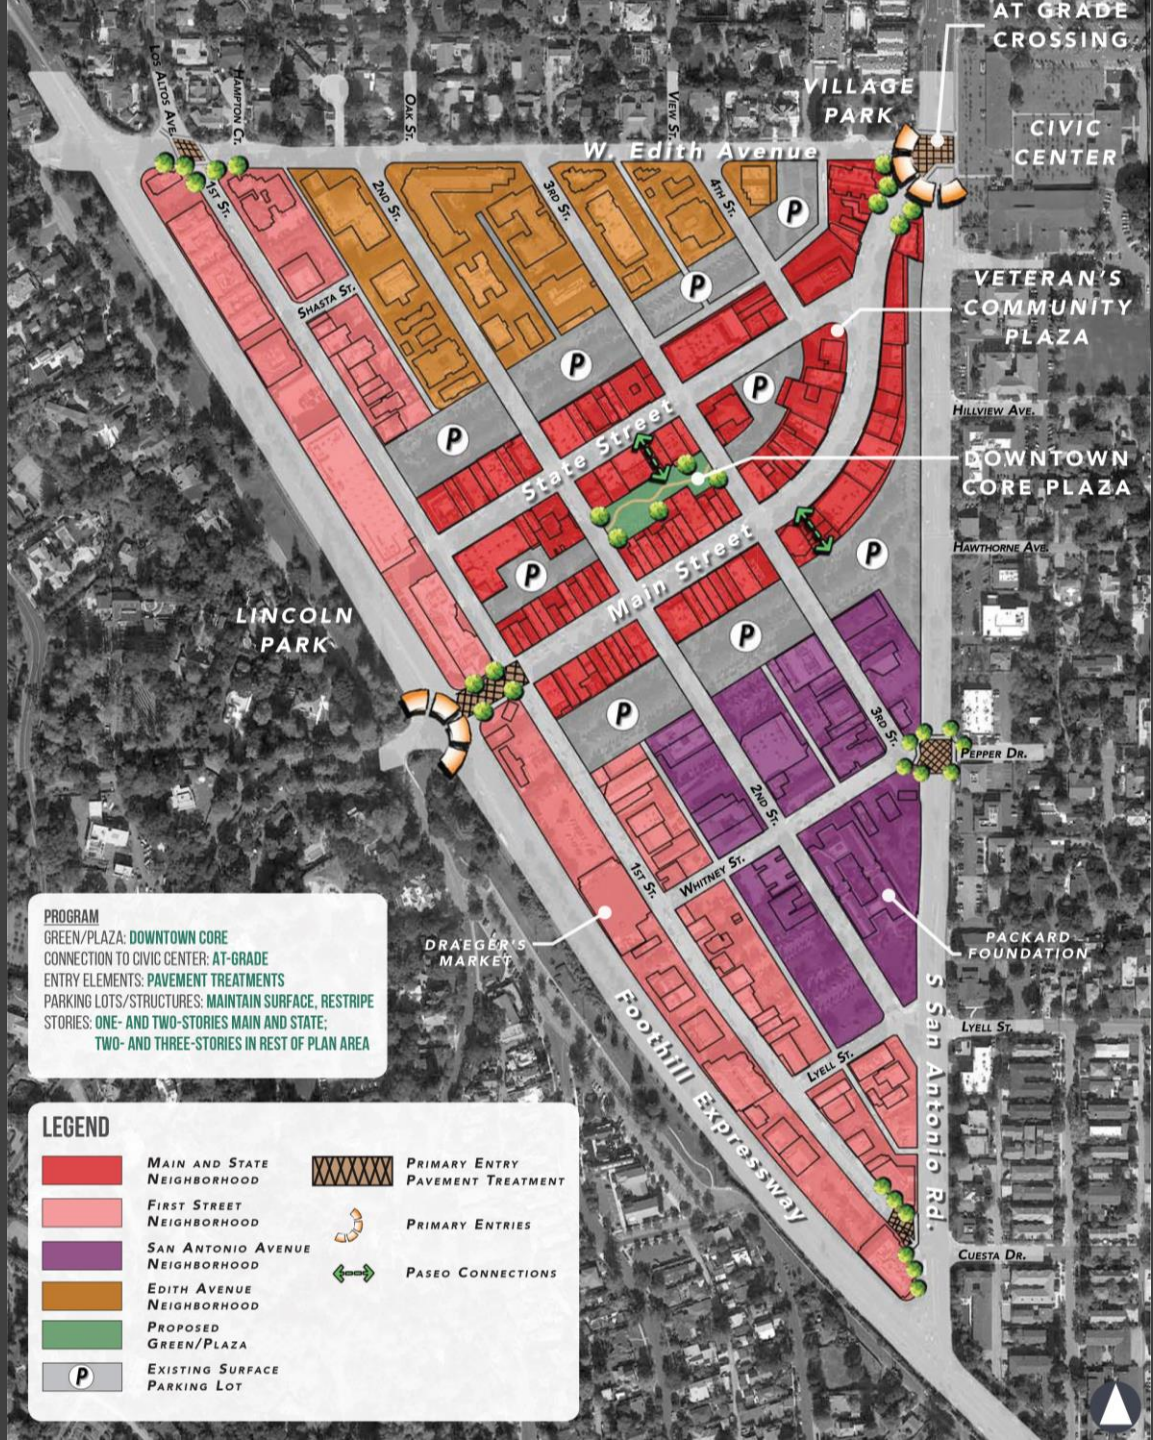 AT GRADE
CROSSING
VILLAGE
PARK
CIVIC
CENTER
LOS ALTOS AVE.
HAMPTON CT.
OAK ST.
VIEW ST.
W. Edith Avenue
1ST ST.
2ND ST.
3RD ST.
4TH ST.
P
P
SHASTA ST.
VETERAN'S
COMMUNITY
PLAZA
P
P
P
HILLVIEW AVE.
State Street
DOWNTOWN
CORE PLAZA
Main Street
HAWTHORNE AVE.
P
P
LINCOLN
PARK
P
P
3RD ST.
PEPPER DR.
2ND ST.
1ST ST.
WHITNEY ST.
DRAEGER'S
MARKET
PACKARD
FOUNDATION
Foothill Expressway
S San Antonio Rd.
LYELL ST.
LYELL ST.
CUESTA DR.
PROGRAM
GREEN/PLAZA: DOWNTOWN CORE
CONNECTION TO CIVIC CENTER: AT-GRADE
ENTRY ELEMENTS: PAVEMENT TREATMENTS
PARKING LOTS/STRUCTURES: MAINTAIN SURFACE, RESTRIPE
STORIES: ONE- AND TWO-STORIES MAIN AND STATE;
TWO- AND THREE-STORIES IN REST OF PLAN AREA
LEGEND
MAIN AND STATE
NEIGHBORHOOD
FIRST STREET
NEIGHBORHOOD
SAN ANTONIO AVENUE
NEIGHBORHOOD
EDITH AVENUE
NEIGHBORHOOD
PROPOSED
GREEN/PLAZA
P
EXISTING SURFACE
PARKING LOT
PRIMARY ENTRY
PAVEMENT TREATMENT
PRIMARY ENTRIES
PASEO CONNECTIONS